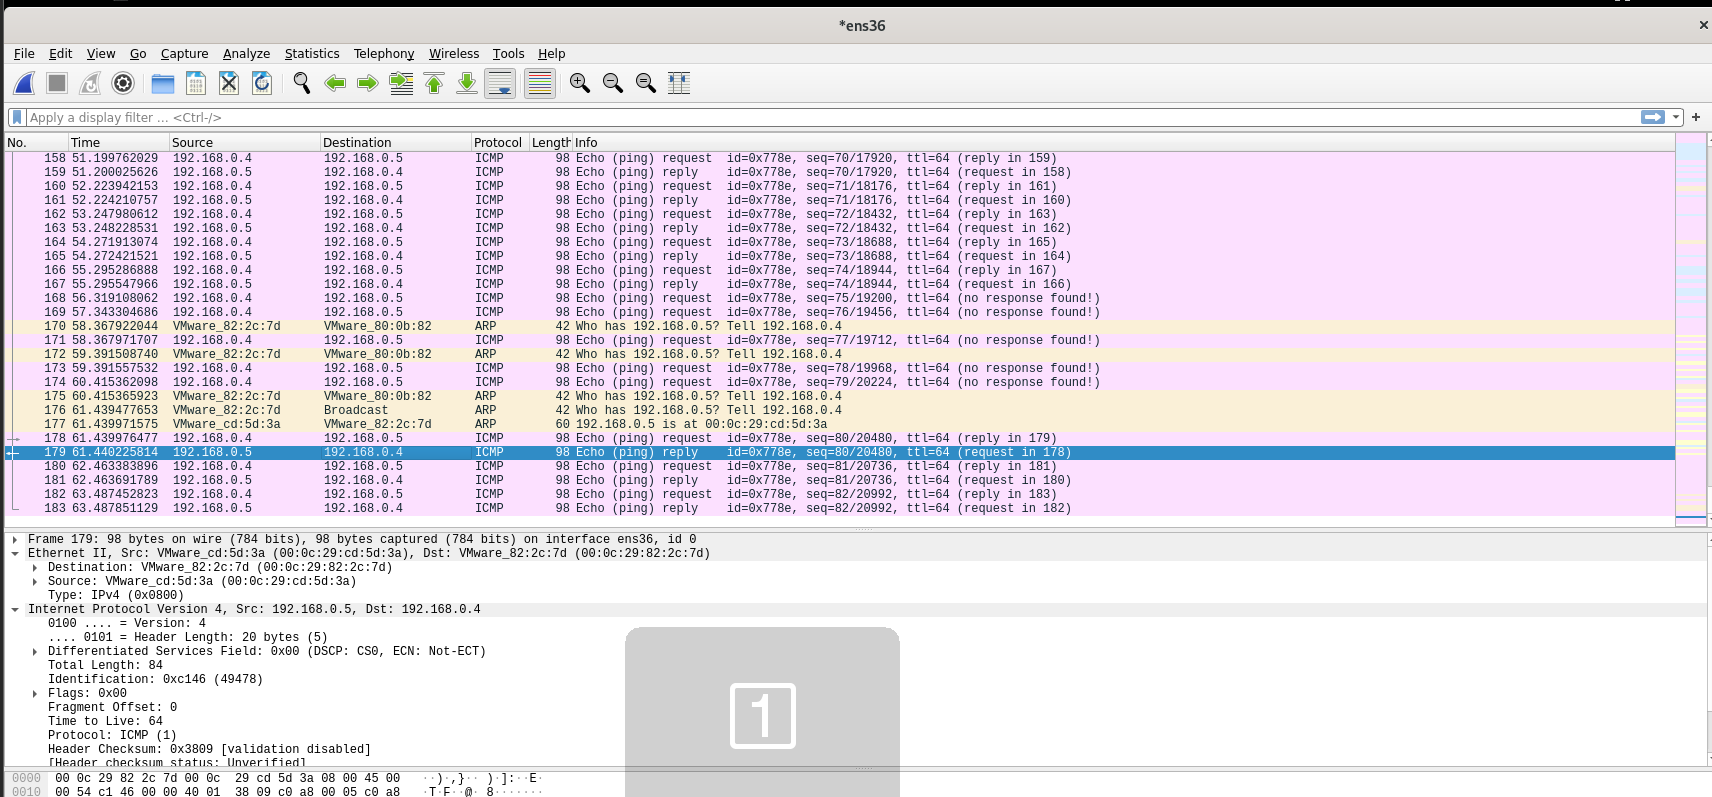 *ens36
File Edit View Go Capture Analyze Statistics Telephony Wireless Tools Help
Apply a display filter ... <Ctrl-/>
No. Time Source Destination Protocol Length Info
158 51.199762029 192.168.0.4 192.168.0.5 ICMP 98 Echo (ping) request id=0x778e, seq=70/17920, ttl=64 (reply in 159)
159 51.200025626 192.168.0.5 192.168.0.4 ICMP 98 Echo (ping) reply id=0x778e, seq=70/17920, ttl=64 (request in 158)
160 52.223942153 192.168.0.4 192.168.0.5 ICMP 98 Echo (ping) request id=0x778e, seq=71/18176, ttl=64 (reply in 161)
161 52.224210757 192.168.0.5 192.168.0.4 ICMP 98 Echo (ping) reply id=0x778e, seq=71/18176, ttl=64 (request in 160)
162 53.247980612 192.168.0.4 192.168.0.5 ICMP 98 Echo (ping) request id=0x778e, seq=72/18432, ttl=64 (reply in 163)
163 53.248228531 192.168.0.5 192.168.0.4 ICMP 98 Echo (ping) reply id=0x778e, seq=72/18432, ttl=64 (request in 162)
164 54.271913074 192.168.0.4 192.168.0.5 ICMP 98 Echo (ping) request id=0x778e, seq=73/18688, ttl=64 (reply in 165)
165 54.272421521 192.168.0.5 192.168.0.4 ICMP 98 Echo (ping) reply id=0x778e, seq=73/18688, ttl=64 (request in 164)
166 55.295286888 192.168.0.4 192.168.0.5 ICMP 98 Echo (ping) request id=0x778e, seq=74/18944, ttl=64 (reply in 167)
167 55.295547966 192.168.0.5 192.168.0.4 ICMP 98 Echo (ping) reply id=0x778e, seq=74/18944, ttl=64 (request in 166)
168 56.319108062 192.168.0.4 192.168.0.5 ICMP 98 Echo (ping) request id=0x778e, seq=75/19200, ttl=64 (no response found!)
169 57.343304686 192.168.0.4 192.168.0.5 ICMP 98 Echo (ping) request id=0x778e, seq=76/19456, ttl=64 (no response found!)
170 58.367922044 VMware_82:2c:7d VMware_80:0b:82 ARP 42 Who has 192.168.0.5? Tell 192.168.0.4
171 58.367971707 192.168.0.4 192.168.0.5 ICMP 98 Echo (ping) request id=0x778e, seq=77/19712, ttl=64 (no response found!)
172 59.391508740 VMware_82:2c:7d VMware_80:0b:82 ARP 42 Who has 192.168.0.5? Tell 192.168.0.4
173 59.391557532 192.168.0.4 192.168.0.5 ICMP 98 Echo (ping) request id=0x778e, seq=78/19968, ttl=64 (no response found!)
174 60.415362098 192.168.0.4 192.168.0.5 ICMP 98 Echo (ping) request id=0x778e, seq=79/20224, ttl=64 (no response found!)
175 60.415365923 VMware_82:2c:7d VMware_80:0b:82 ARP 42 Who has 192.168.0.5? Tell 192.168.0.4
176 61.439477653 VMware_82:2c:7d Broadcast ARP 42 Who has 192.168.0.5? Tell 192.168.0.4
177 61.439971575 VMware_cd:5d:3a VMware_82:2c:7d ARP 60 192.168.0.5 is at 00:0c:29:cd:5d:3a
178 61.439976477 192.168.0.4 192.168.0.5 ICMP 98 Echo (ping) request id=0x778e, seq=80/20480, ttl=64 (reply in 179)
179 61.440225814 192.168.0.5 192.168.0.4 ICMP 98 Echo (ping) reply id=0x778e, seq=80/20480, ttl=64 (request in 178)
180 62.463383896 192.168.0.4 192.168.0.5 ICMP 98 Echo (ping) request id=0x778e, seq=81/20736, ttl=64 (reply in 181)
181 62.463691789 192.168.0.5 192.168.0.4 ICMP 98 Echo (ping) reply id=0x778e, seq=81/20736, ttl=64 (request in 180)
182 63.487452823 192.168.0.4 192.168.0.5 ICMP 98 Echo (ping) request id=0x778e, seq=82/20992, ttl=64 (reply in 183)
183 63.487851129 192.168.0.5 192.168.0.4 ICMP 98 Echo (ping) reply id=0x778e, seq=82/20992, ttl=64 (request in 182)
Frame 179: 98 bytes on wire (784 bits), 98 bytes captured (784 bits) on interface ens36, id 0
Ethernet II, Src: VMware_cd:5d:3a (00:0c:29:cd:5d:3a), Dst: VMware_82:2c:7d (00:0c:29:82:2c:7d)
Destination: VMware_82:2c:7d (00:0c:29:82:2c:7d)
Source: VMware_cd:5d:3a (00:0c:29:cd:5d:3a)
Type: IPv4 (0x0800)
Internet Protocol Version 4, Src: 192.168.0.5, Dst: 192.168.0.4
0100 .... = Version: 4
.... 0101 = Header Length: 20 bytes (5)
Differentiated Services Field: 0x00 (DSCP: CS0, ECN: Not-ECT)
Total Length: 84
Identification: 0xc146 (49478)
Flags: 0x00
Fragment Offset: 0
Time to Live: 64
Protocol: ICMP (1)
Header Checksum: 0x3809 [validation disabled]
[Header checksum status: Unverified]
1
0000 00 0c 29 82 2c 7d 00 0c 29 cd 5d 3a 08 00 45 00 ··)·,}·· )·]:··E·
0010 00 54 c1 46 00 00 40 01 38 09 c0 a8 00 05 c0 a8 ·T·F··@· 8·······